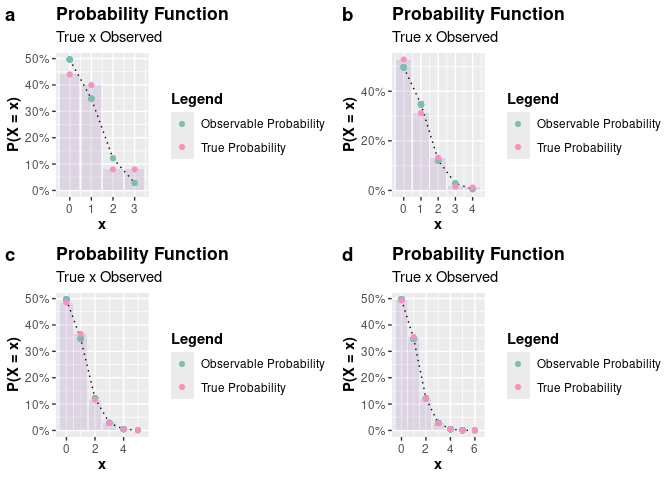 a
Probability Function
True x Observed
50%
40%
30%
20%
10%
0%
P(X = x)
0 1 2 3
x
Legend
Observable Probability
True Probability
b
Probability Function
True x Observed
40%
20%
0%
P(X = x)
0 1 2 3 4
x
Legend
Observable Probability
True Probability
c
Probability Function
True x Observed
50%
40%
30%
20%
10%
0%
P(X = x)
0 2 4
x
Legend
Observable Probability
True Probability
d
Probability Function
True x Observed
50%
40%
30%
20%
10%
0%
P(X = x)
0 2 4 6
x
Legend
Observable Probability
True Probability